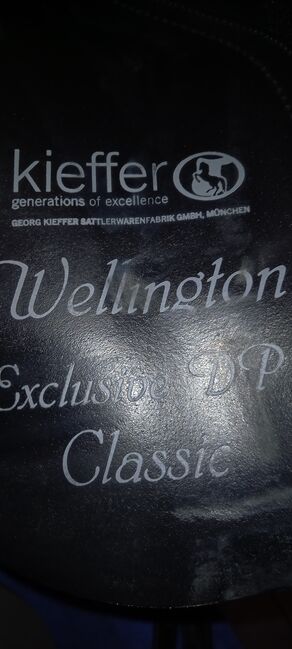 kieffer
generations of excellence
GEORG KIEFFER SATTLERWARENFABRIK GMBH, MÜNCHEN
Wellington
Exclusive DP
Classic